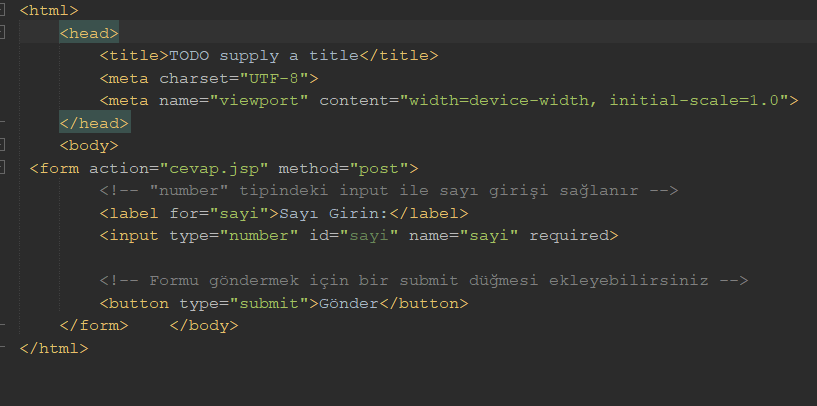 <html>
<head>
<title>TODO supply a title</title>
<meta charset="UTF-8">
<meta name="viewport" content="width=device-width, initial-scale=1.0">
</head>
<body>
<form action="cevap.jsp" method="post">
<!-- "number" tipindeki input ile sayı girişi sağlanır -->
<label for="sayi">Sayı Girin:</label>
<input type="number" id="sayi" name="sayi" required>
<!-- Formu göndermek için bir submit düğmesi ekleyebilirsiniz -->
<button type="submit">Gönder</button>
</form>    </body>
</html>